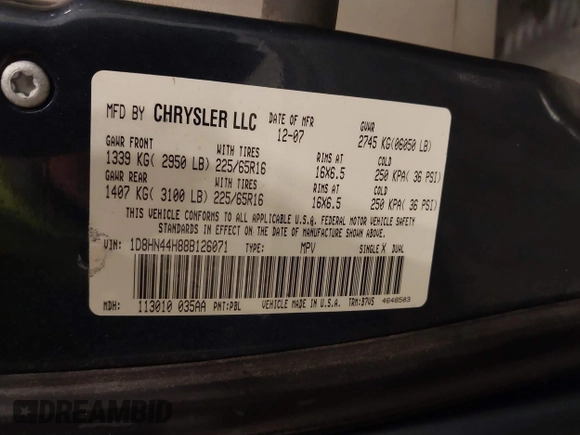 MFD BY CHRYSLER LLC DATE OF MFR 12-07 GVWR 2745 KG(06050 LB)
GAWR FRONT WITH TIRES RIMS AT COLD
1339 KG( 2950 LB) 225/65R16 16X6.5 250 KPA( 36 PSI)
GAWR REAR WITH TIRES RIMS AT COLD
1407 KG( 3100 LB) 225/65R16 16X6.5 250 KPA( 36 PSI)
THIS VEHICLE CONFORMS TO ALL APPLICABLE U.S.A. FEDERAL MOTOR VEHICLE SAFETY
STANDARDS IN EFFECT ON THE DATE OF MANUFACTURE SHOWN ABOVE.
VIN: 1D8HN44H88B126071 TYPE: MPV SINGLE X DUAL
MDH: 113010 035AA PNT: PBL VEHICLE MADE IN U.S.A. TRM: B7VS 4648503
DREAMBID